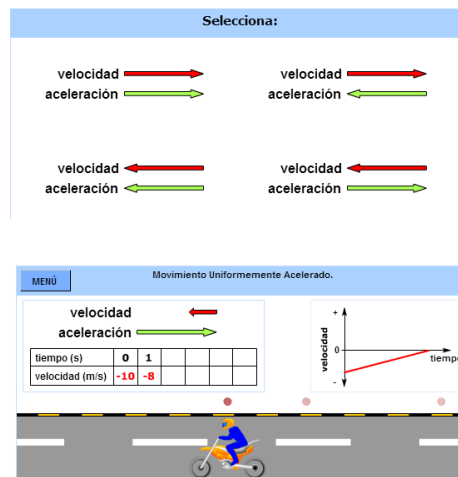 Selecciona:
velocidad velocidad
aceleración aceleración
velocidad velocidad
aceleración aceleración
MENÚ Movimiento Uniformemente Acelerado.
velocidad
aceleración
tiempo (s) 0 1
velocidad (m/s) -10 -8
+
velocidad
0
-